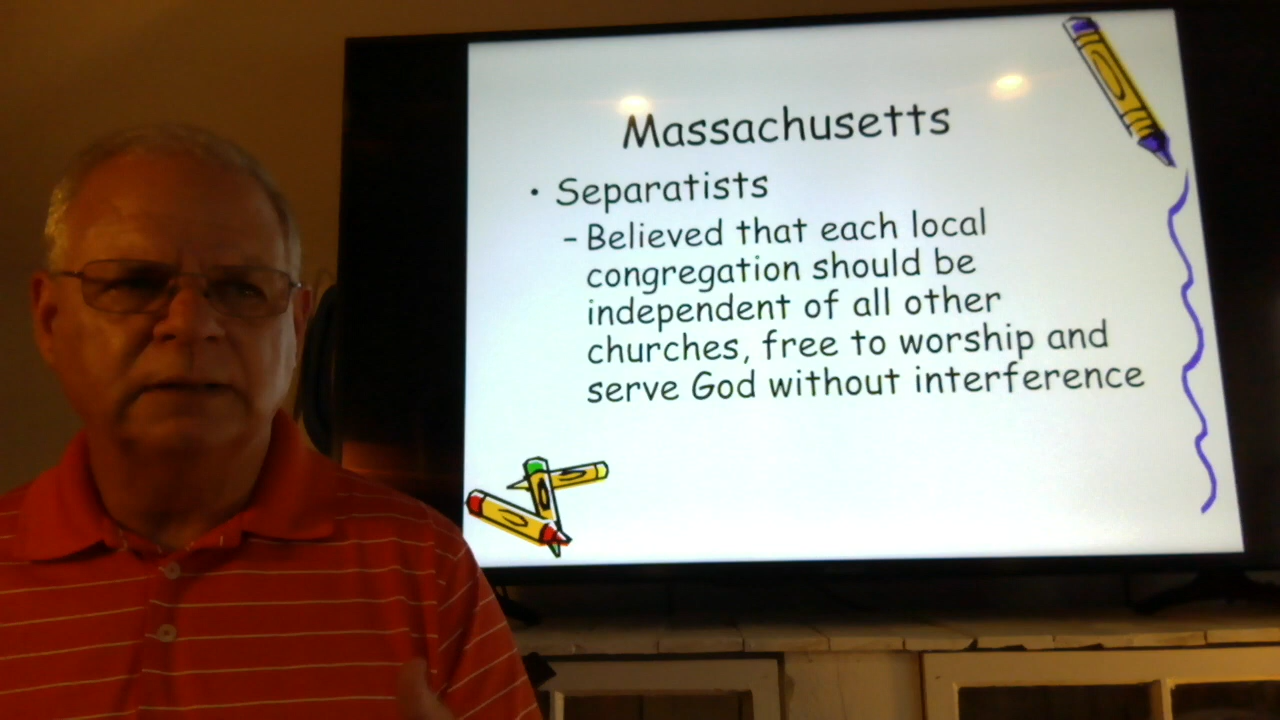 Massachusetts
• Separatists
– Believed that each local
congregation should be
independent of all other
churches, free to worship and
serve God without interference